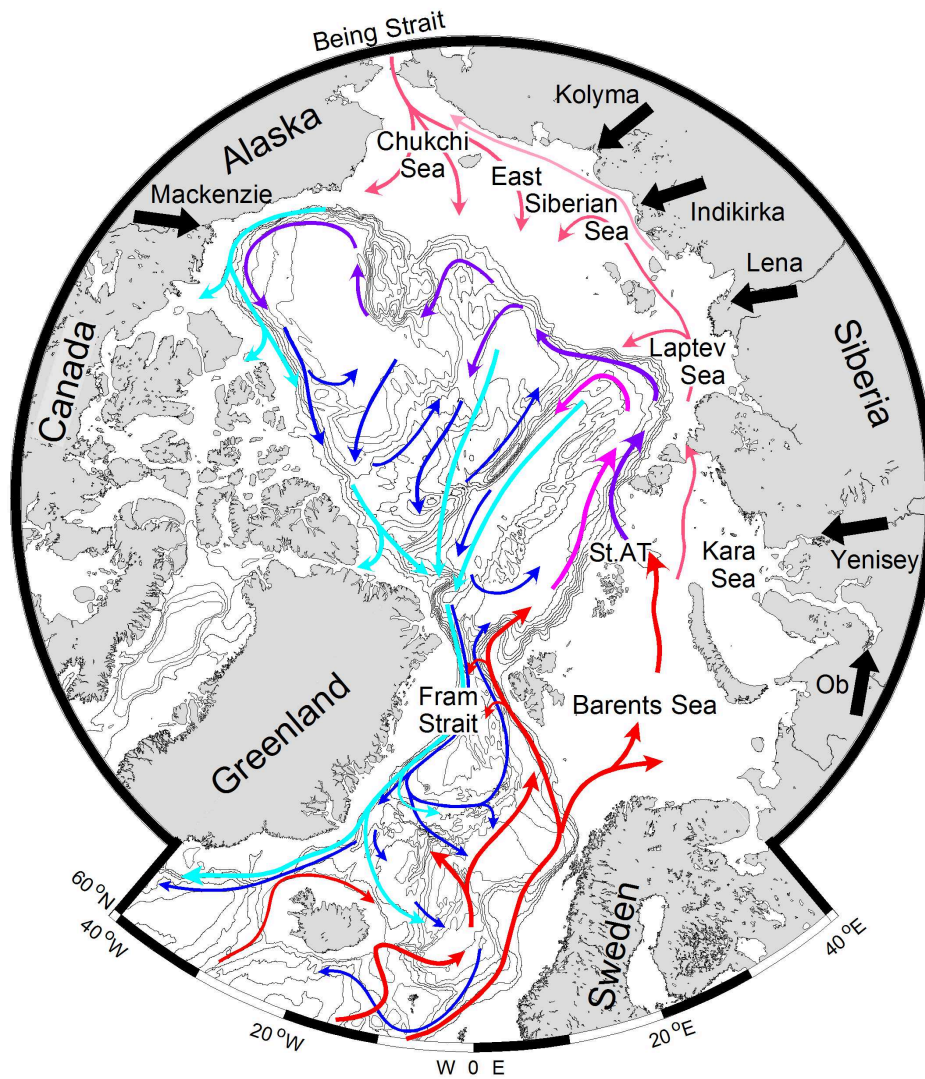 Being Strait
Kolyma
Alaska
Chukchi
Sea
East
Siberian
Sea
Mackenzie
Indikirka
Lena
Canada
Laptev
Sea
Siberia
St.AT
Kara
Sea
Yenisey
Ob
Fram
Strait
Barents Sea
Greenland
60 °N
40 °W
Sweden
40 °E
20 °W
20 °E
W 0 E